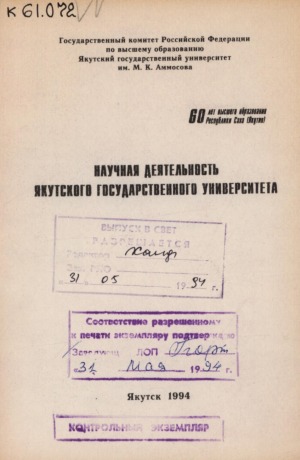 К 61.072
Государственный комитет Российской Федерации
по высшему образованию
Якутский государственный университет
им. М. К. Аммосова
60 лет высшего образования
Республики Саха (Якутия)
НАУЧНАЯ ДЕЯТЕЛЬНОСТЬ
ЯКУТСКОГО ГОСУДАРСТВЕННОГО УНИВЕРСИТЕТА
ВЫПУСК В СВЕТ
РАЗРЕШАЕТСЯ
31 05 1994 г.
Соответствие разрешенному
к печати экземпляру подтверждаю
Заведующ ЛОП
"31" Мая 1994 г.
Якутск 1994
КОНТРОЛЬНЫЙ ЭКЗЕМПЛЯР